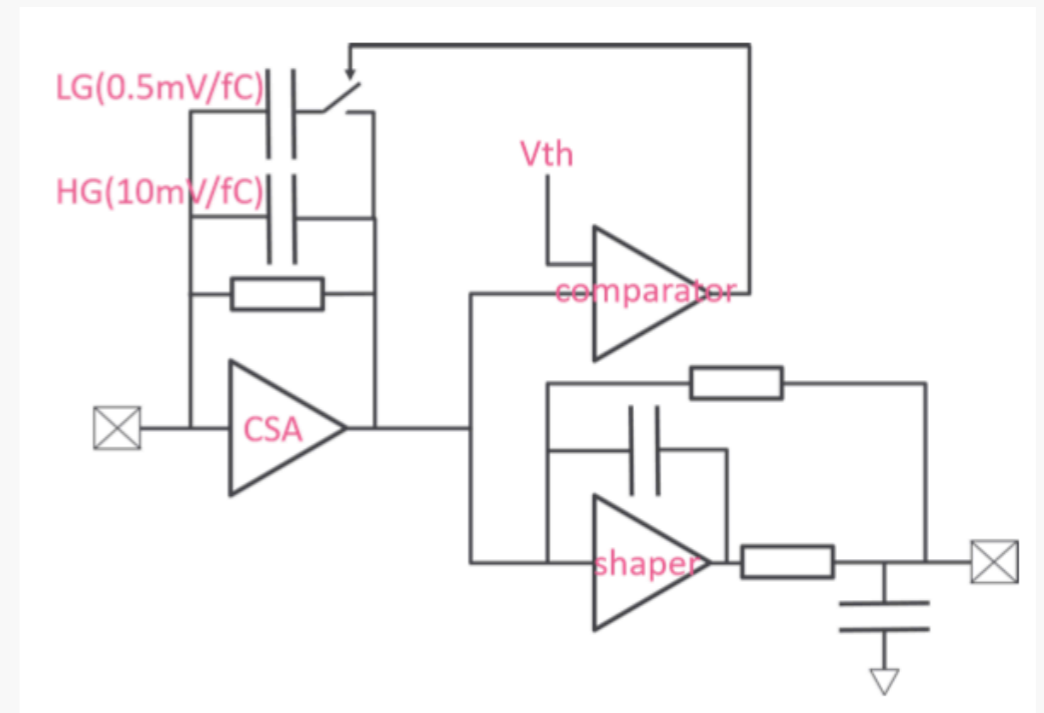 LG(0.5mV/fC)
Vth
HG(10mV/fC)
comparator
CSA
shaper